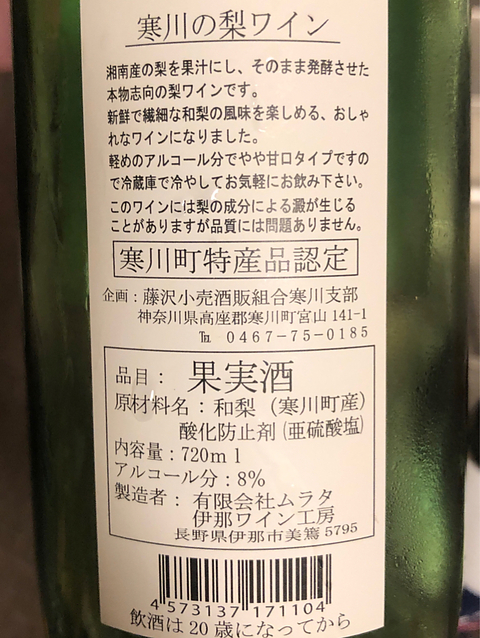 寒川の梨ワイン
湘南産の梨を果汁にし、そのまま発酵させた
本物志向の梨ワインです。
新鮮で繊細な和梨の風味を楽しめる、おしゃ
れなワインになりました。
軽めのアルコール分でやや甘口タイプですの
で冷蔵庫で冷やしてお気軽にお飲み下さい。
このワインには梨の成分による澱が生じる
ことがありますが品質には問題ありません。
寒川町特産品認定
企画：藤沢小売酒販組合寒川支部
神奈川県高座郡寒川町宮山 141-1
℡ 0467-75-0185
品目： 果実酒
原材料名：和梨（寒川町産）
酸化防止剤(亜硫酸塩)
内容量：720ml
アルコール分：8%
製造者：有限会社ムラタ
伊那ワイン工房
長野県伊那市美篶 5795
4 573137 171104
飲酒は20歳になってから